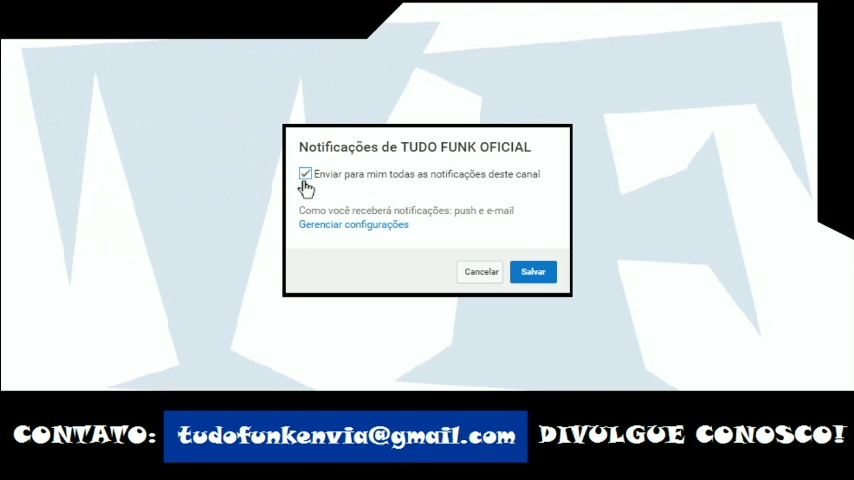 Notificações de TUDO FUNK OFICIAL
Enviar para mim todas as notificações deste canal
Como você receberá notificações: push e e-mail
Gerenciar configurações
Cancelar Salvar
CONTATO: tudofunkenvia@gmail.com DIVULGUE CONOSCO!